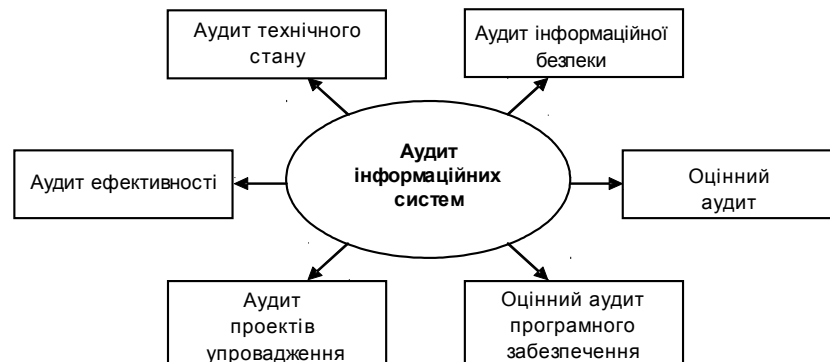 Аудит технічного
стану
Аудит інформаційної
безпеки
Аудит
інформаційних
систем
Аудит ефективності
Оцінний
аудит
Аудит
проектів
упровадження
Оцінний аудит
програмного
забезпечення